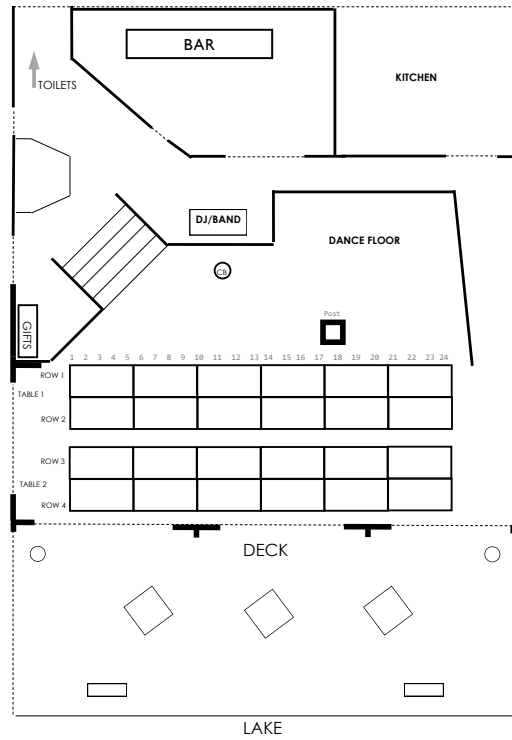 BAR
KITCHEN
TOILETS
DJ/BAND
DANCE FLOOR
CB
GIFTS
Post
1 2 3 4 5 6 7 8 9 10 11 12 13 14 15 16 17 18 19 20 21 22 23 24
ROW 1
TABLE 1
ROW 2
ROW 3
TABLE 2
ROW 4
DECK
LAKE